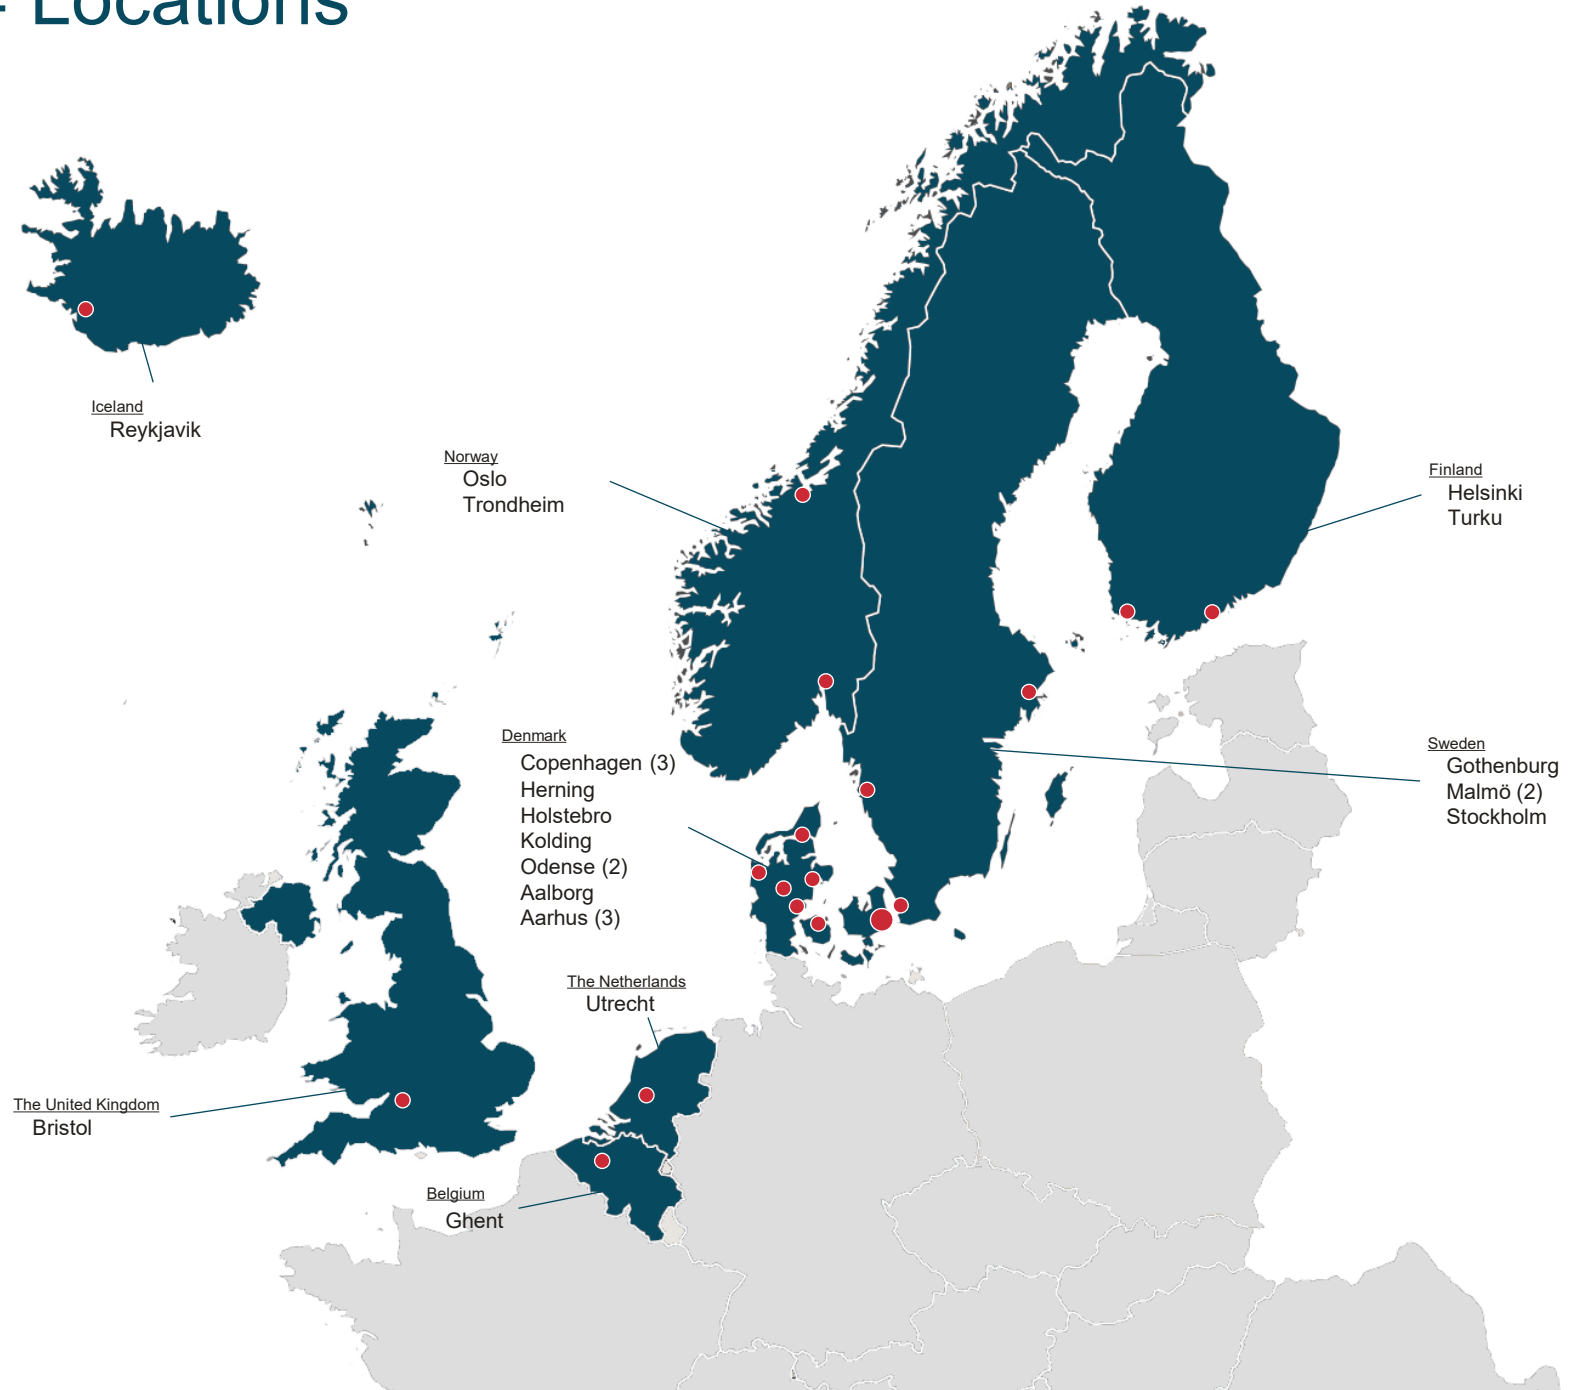 - Locations
Iceland
Reykjavik
Norway
Oslo
Trondheim
Finland
Helsinki
Turku
Denmark
Copenhagen (3)
Herning
Holstebro
Kolding
Odense (2)
Aalborg
Aarhus (3)
Sweden
Gothenburg
Malmö (2)
Stockholm
The Netherlands
Utrecht
The United Kingdom
Bristol
Belgium
Ghent